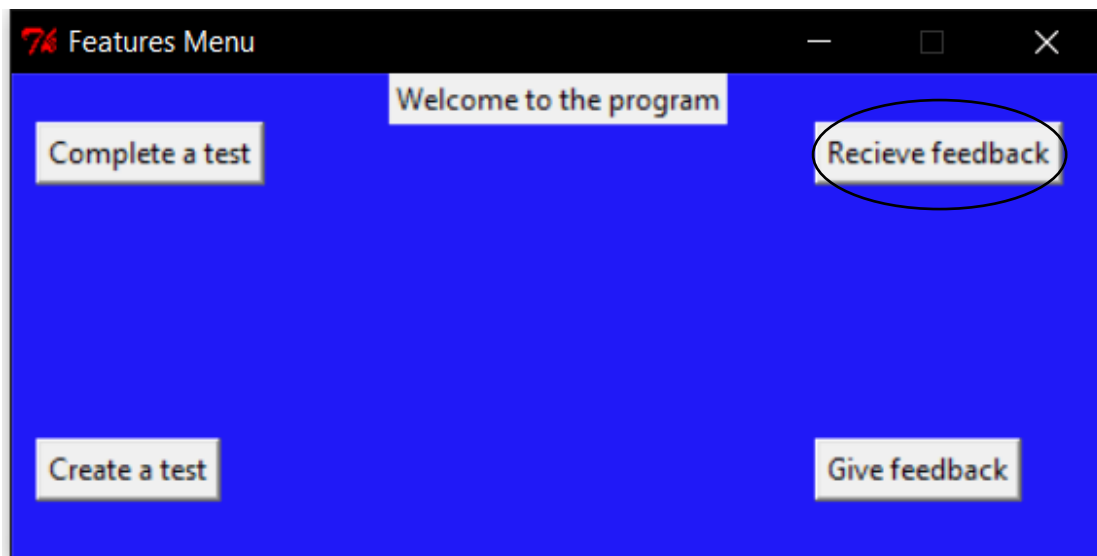 Features Menu
Welcome to the program
Complete a test
Recieve feedback
Create a test
Give feedback